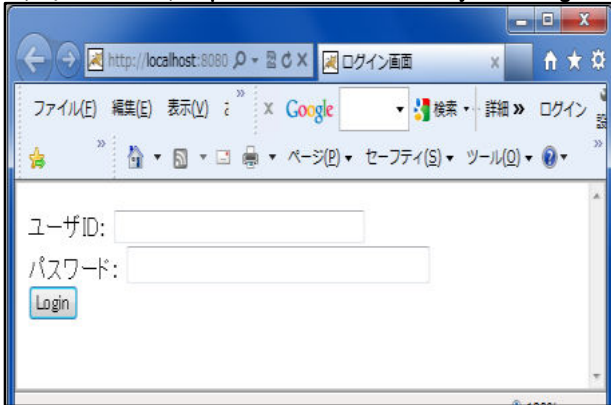 http://localhost:8080
ログイン画面
ファイル(F) 編集(E) 表示(V)
x Google 検索 詳細 » ログイン
ページ(P) セーフティ(S) ツール(O)
ユーザID:
パスワード:
Login